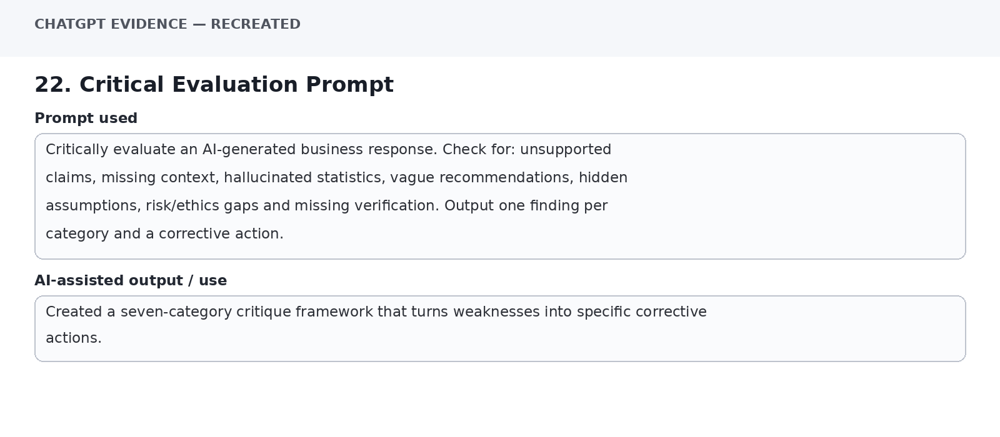 CHATGPT EVIDENCE — RECREATED
22. Critical Evaluation Prompt
Prompt used
Critically evaluate an AI-generated business response. Check for: unsupported
claims, missing context, hallucinated statistics, vague recommendations, hidden
assumptions, risk/ethics gaps and missing verification. Output one finding per
category and a corrective action.
AI-assisted output / use
Created a seven-category critique framework that turns weaknesses into specific corrective
actions.